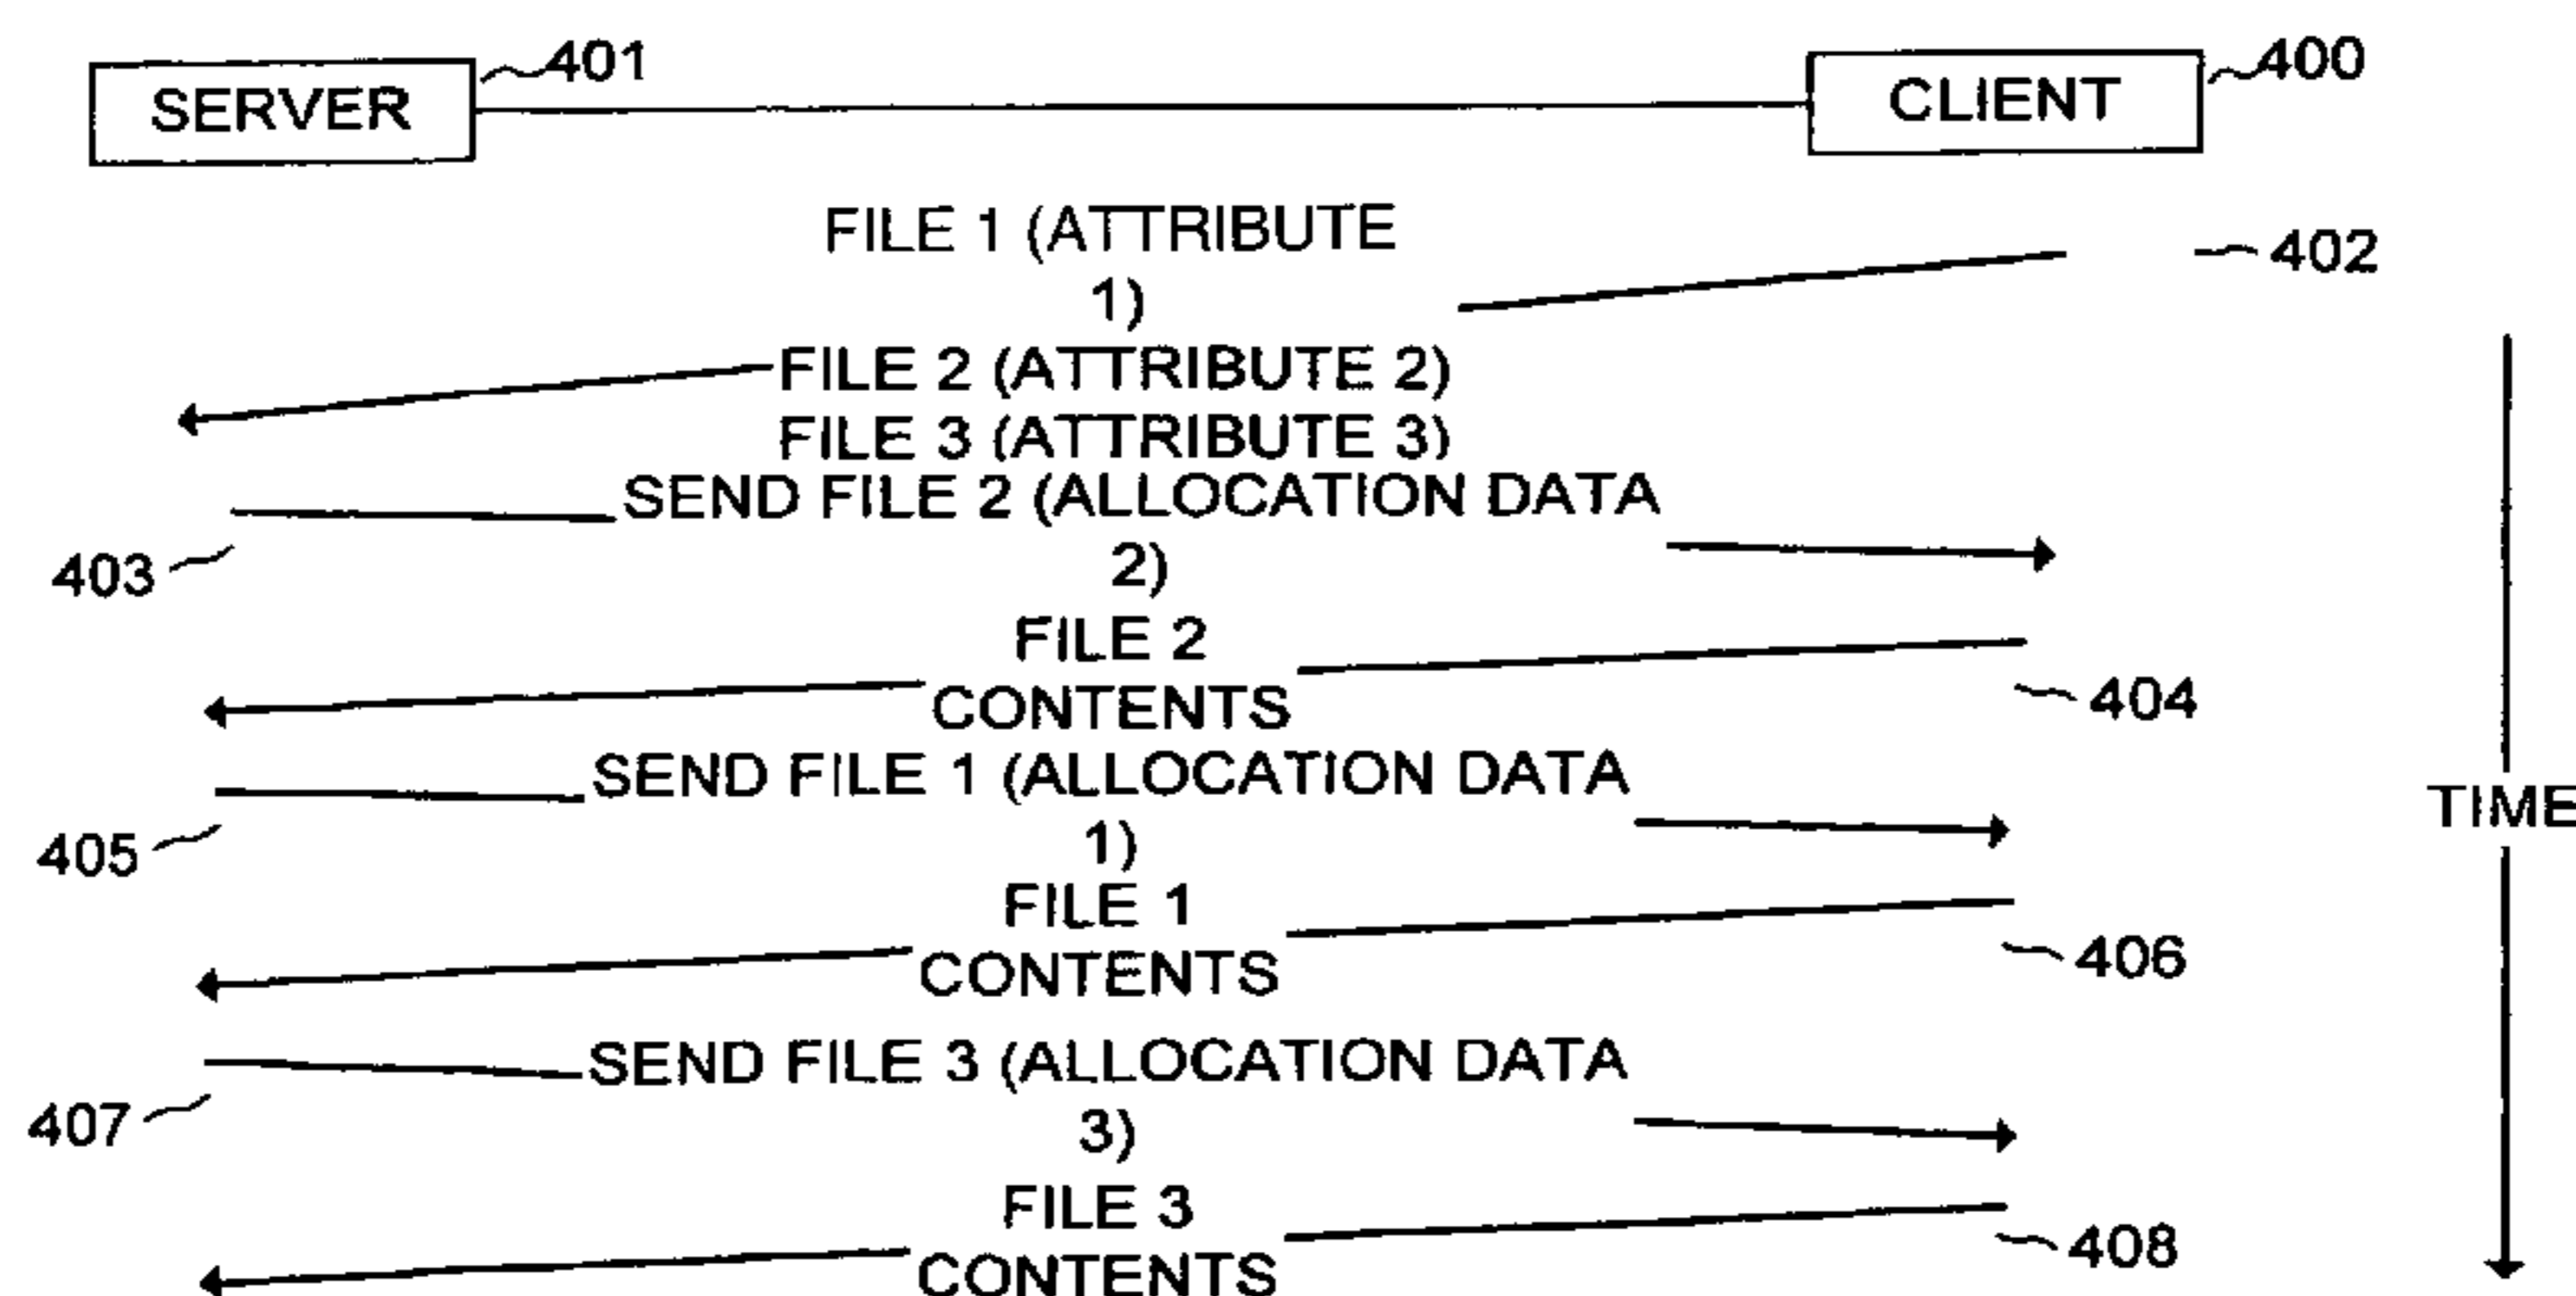 401
400
SERVER
CLIENT
FILE 1 (ATTRIBUTE
1)
402
FILE 2 (ATTRIBUTE 2)
FILE 3 (ATTRIBUTE 3)
SEND FILE 2 (ALLOCATION DATA
2)
403
FILE 2
CONTENTS
404
SEND FILE 1 (ALLOCATION DATA
1)
405
TIME
FILE 1
CONTENTS
406
SEND FILE 3 (ALLOCATION DATA
3)
407
FILE 3
CONTENTS
408